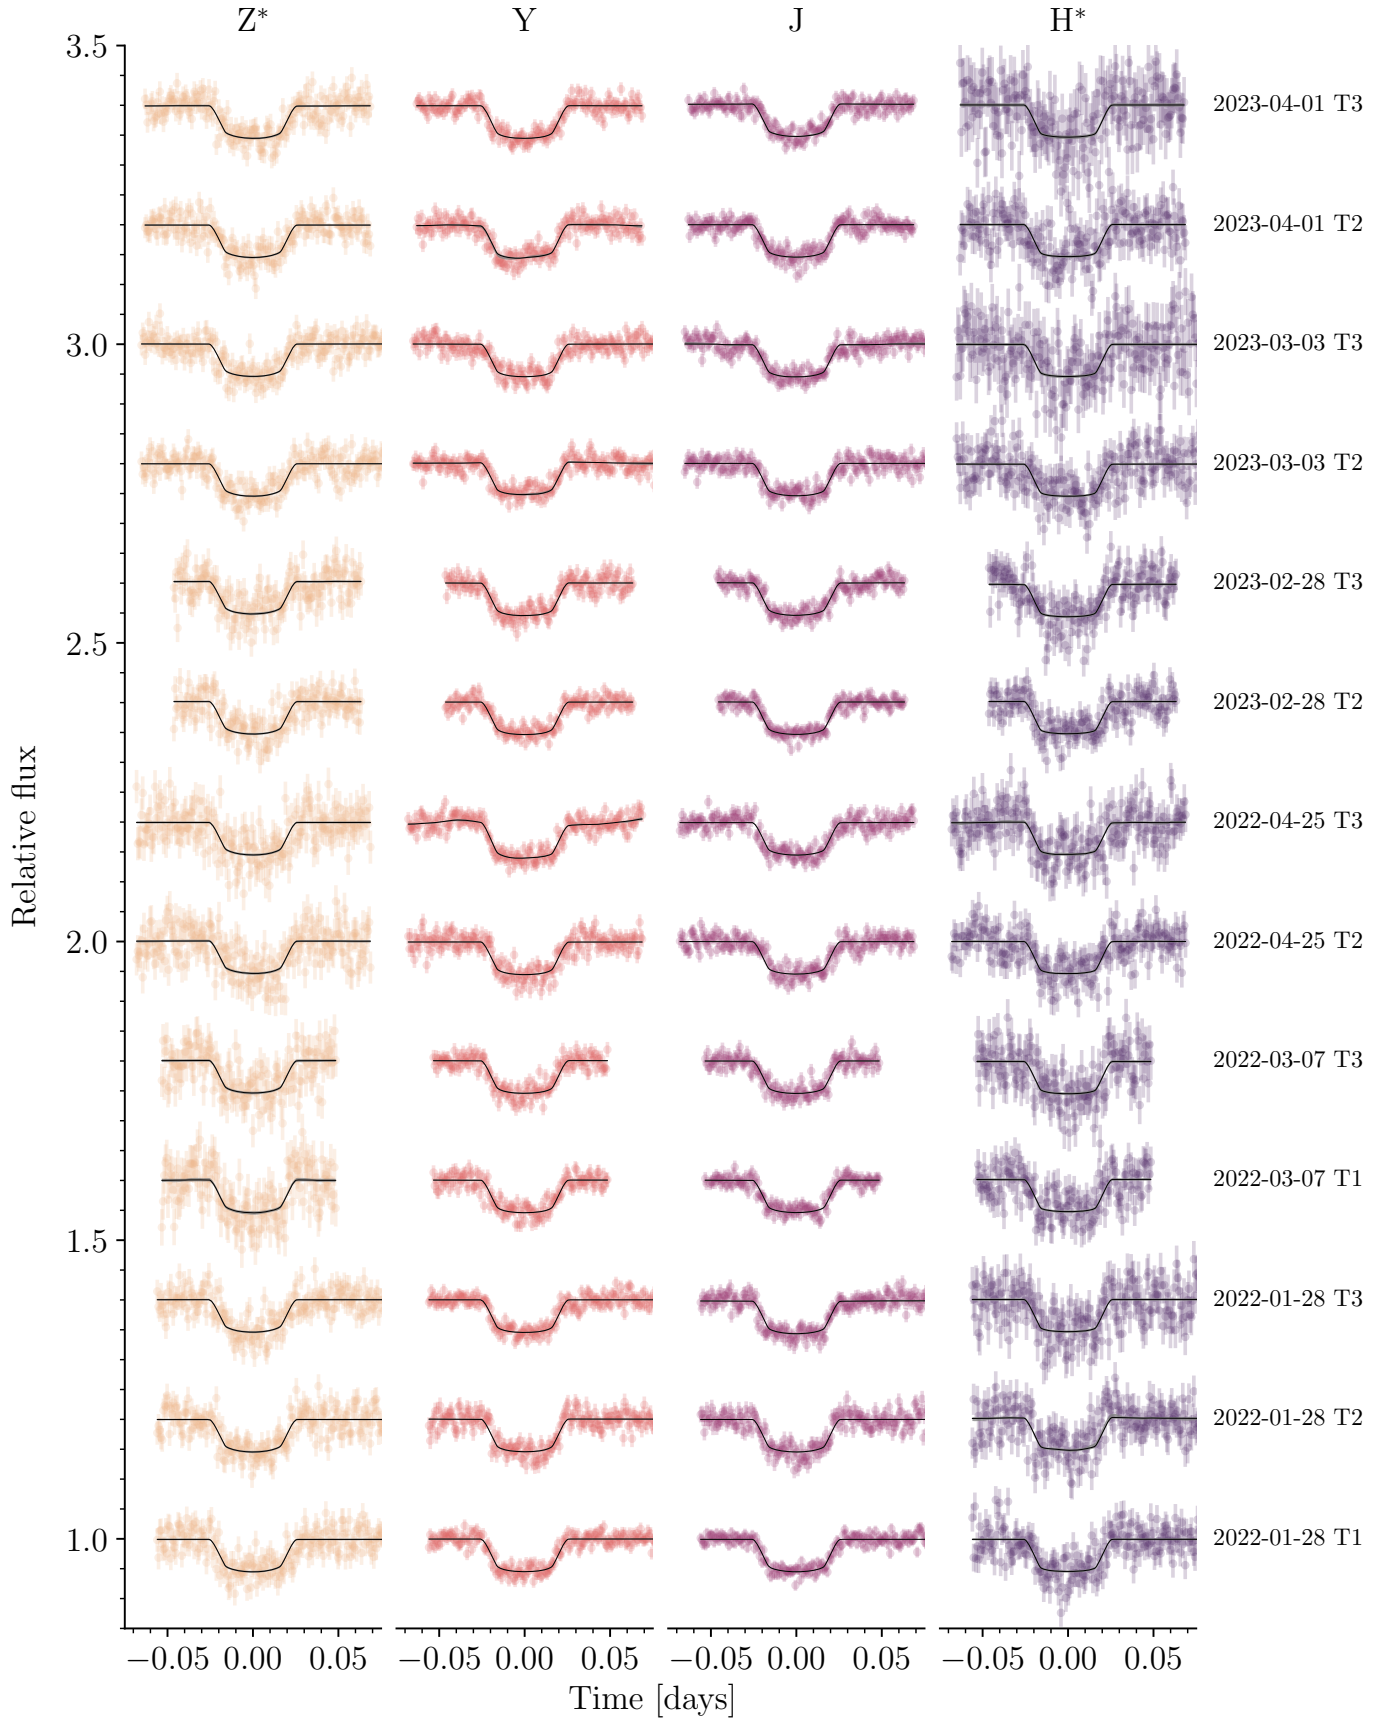 Z* Y J H*
3.5
2023-04-01 T3
2023-04-01 T2
3.0
2023-03-03 T3
2023-03-03 T2
2023-02-28 T3
2.5
2023-02-28 T2
2022-04-25 T3
Relative flux
2.0
2022-04-25 T2
2022-03-07 T3
2022-03-07 T1
1.5
2022-01-28 T3
2022-01-28 T2
1.0
2022-01-28 T1
−0.05 0.00 0.05 −0.05 0.00 0.05 −0.05 0.00 0.05 −0.05 0.00 0.05
Time [days]